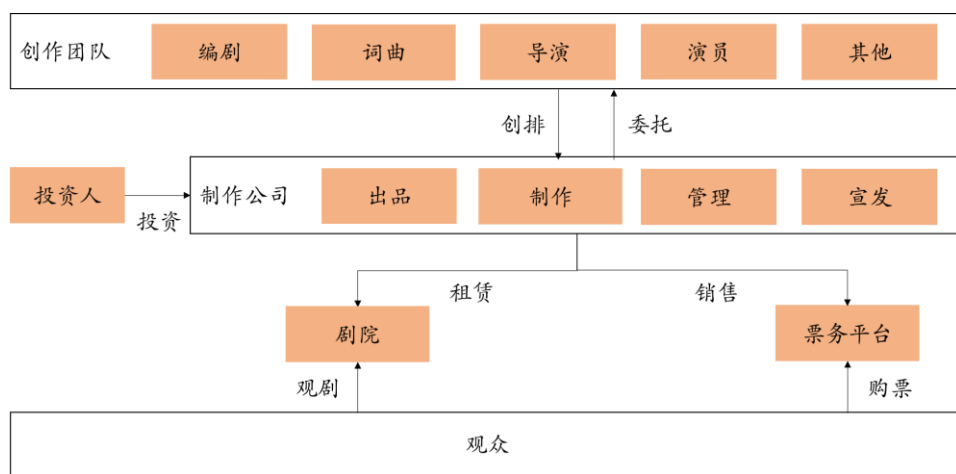 创作团队 编剧 词曲 导演 演员 其他
创排 委托
投资人 投资 制作公司 出品 制作 管理 宣发
租赁 销售
剧院 票务平台
观剧 购票
观众